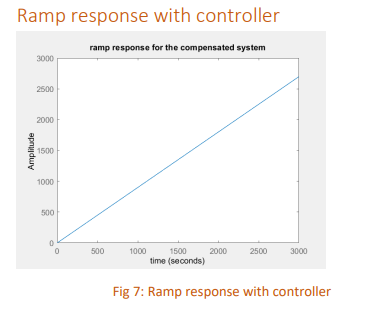 Ramp response with controller
ramp response for the compensated system
Amplitude
3000
2500
2000
1500
1000
500
0
0 500 1000 1500 2000 2500 3000
time (seconds)
Fig 7: Ramp response with controller